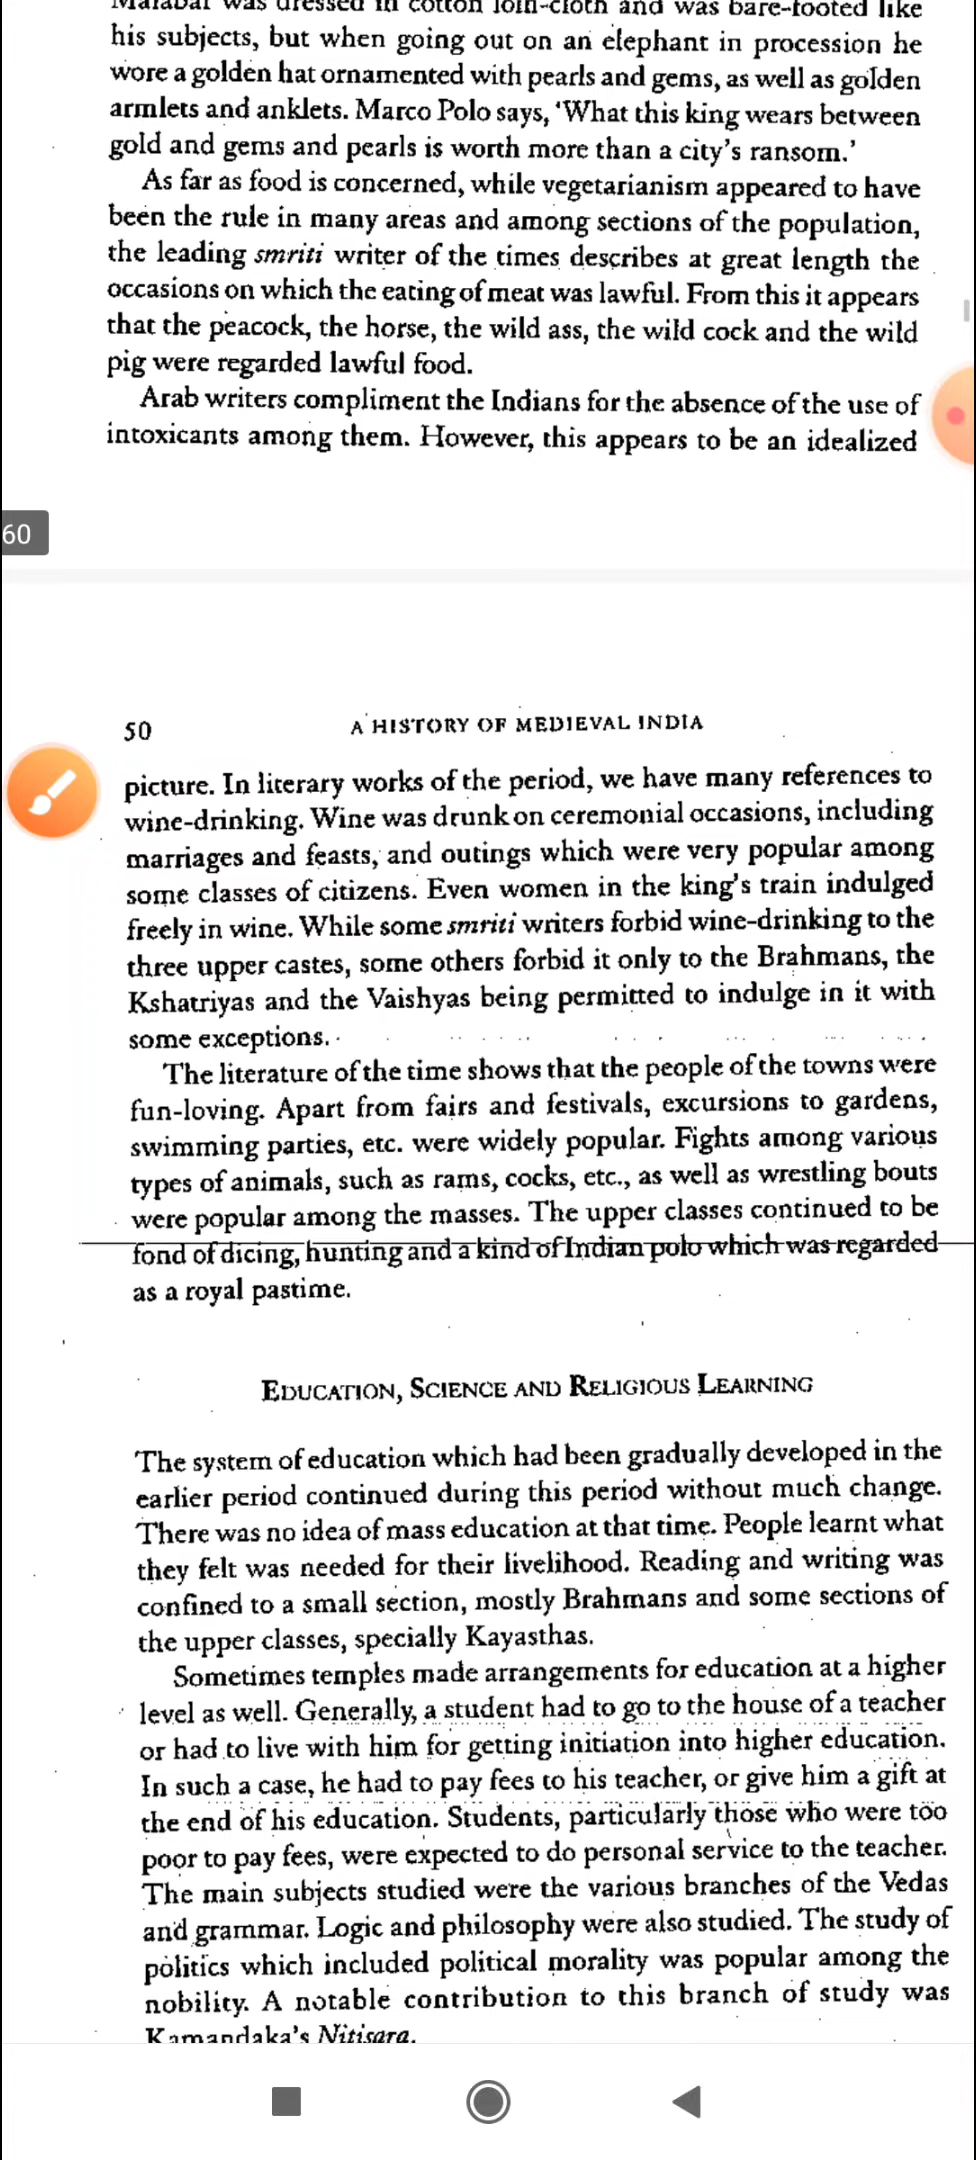 Malabar was dressed in cotton loin-cloth and was bare-footed like
his subjects, but when going out on an elephant in procession he
wore a golden hat ornamented with pearls and gems, as well as golden
armlets and anklets. Marco Polo says, ‘What this king wears between
gold and gems and pearls is worth more than a city’s ransom.’
As far as food is concerned, while vegetarianism appeared to have
been the rule in many areas and among sections of the population,
the leading smriti writer of the times describes at great length the
occasions on which the eating of meat was lawful. From this it appears
that the peacock, the horse, the wild ass, the wild cock and the wild
pig were regarded lawful food.
Arab writers compliment the Indians for the absence of the use of
intoxicants among them. However, this appears to be an idealized
60
50 A HISTORY OF MEDIEVAL INDIA
picture. In literary works of the period, we have many references to
wine-drinking. Wine was drunk on ceremonial occasions, including
marriages and feasts, and outings which were very popular among
some classes of citizens. Even women in the king’s train indulged
freely in wine. While some smriti writers forbid wine-drinking to the
three upper castes, some others forbid it only to the Brahmans, the
Kshatriyas and the Vaishyas being permitted to indulge in it with
some exceptions.
The literature of the time shows that the people of the towns were
fun-loving. Apart from fairs and festivals, excursions to gardens,
swimming parties, etc. were widely popular. Fights among various
types of animals, such as rams, cocks, etc., as well as wrestling bouts
were popular among the masses. The upper classes continued to be
fond of dicing, hunting and a kind of Indian polo which was regarded
as a royal pastime.
EDUCATION, SCIENCE AND RELIGIOUS LEARNING
The system of education which had been gradually developed in the
earlier period continued during this period without much change.
There was no idea of mass education at that time. People learnt what
they felt was needed for their livelihood. Reading and writing was
confined to a small section, mostly Brahmans and some sections of
the upper classes, specially Kayasthas.
Sometimes temples made arrangements for education at a higher
level as well. Generally, a student had to go to the house of a teacher
or had to live with him for getting initiation into higher education.
In such a case, he had to pay fees to his teacher, or give him a gift at
the end of his education. Students, particularly those who were too
poor to pay fees, were expected to do personal service to the teacher.
The main subjects studied were the various branches of the Vedas
and grammar. Logic and philosophy were also studied. The study of
politics which included political morality was popular among the
nobility. A notable contribution to this branch of study was
Kamandaka’s Nitisara.